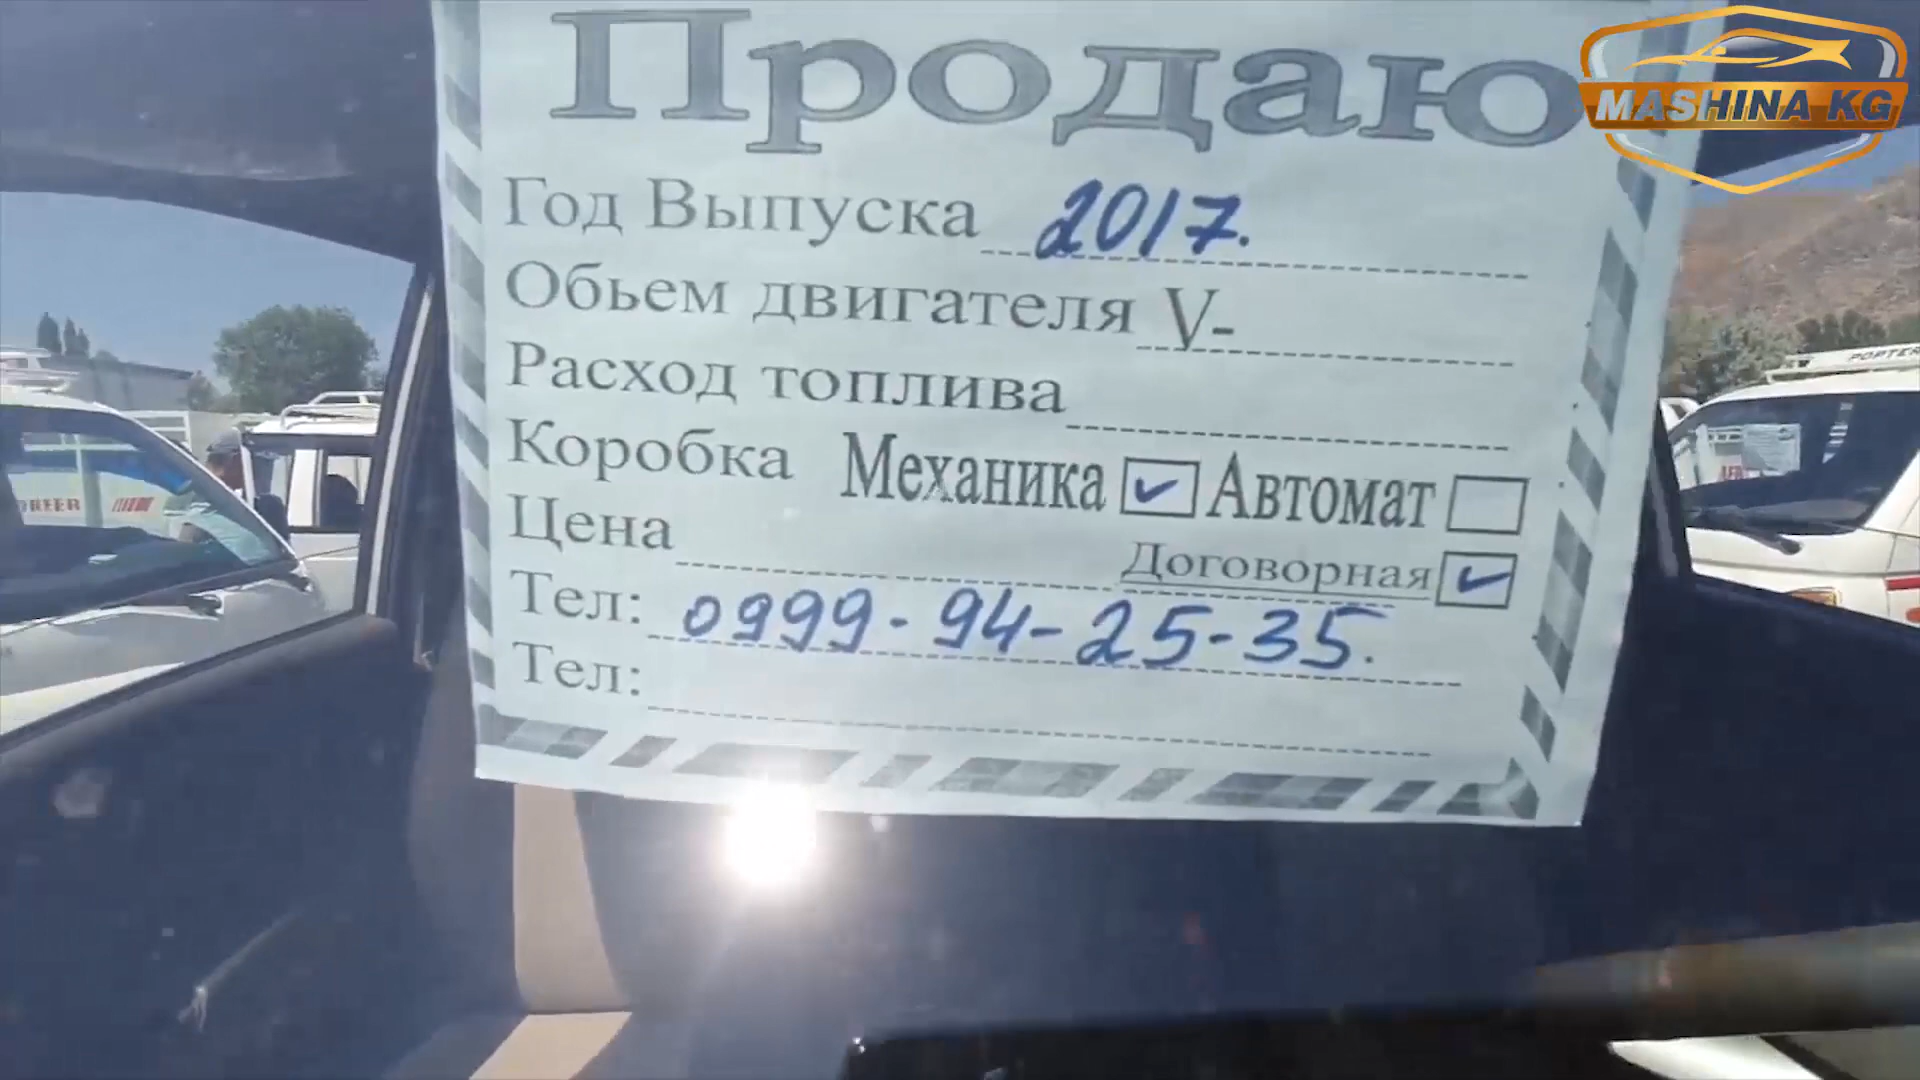 Продаю
MASHINA KG
Год Выпуска 2017.
Обьем двигателя V-
Расход топлива
Коробка Механика Автомат
Цена Договорная
Тел: 0999-94-25-35.
Тел:
PORTER